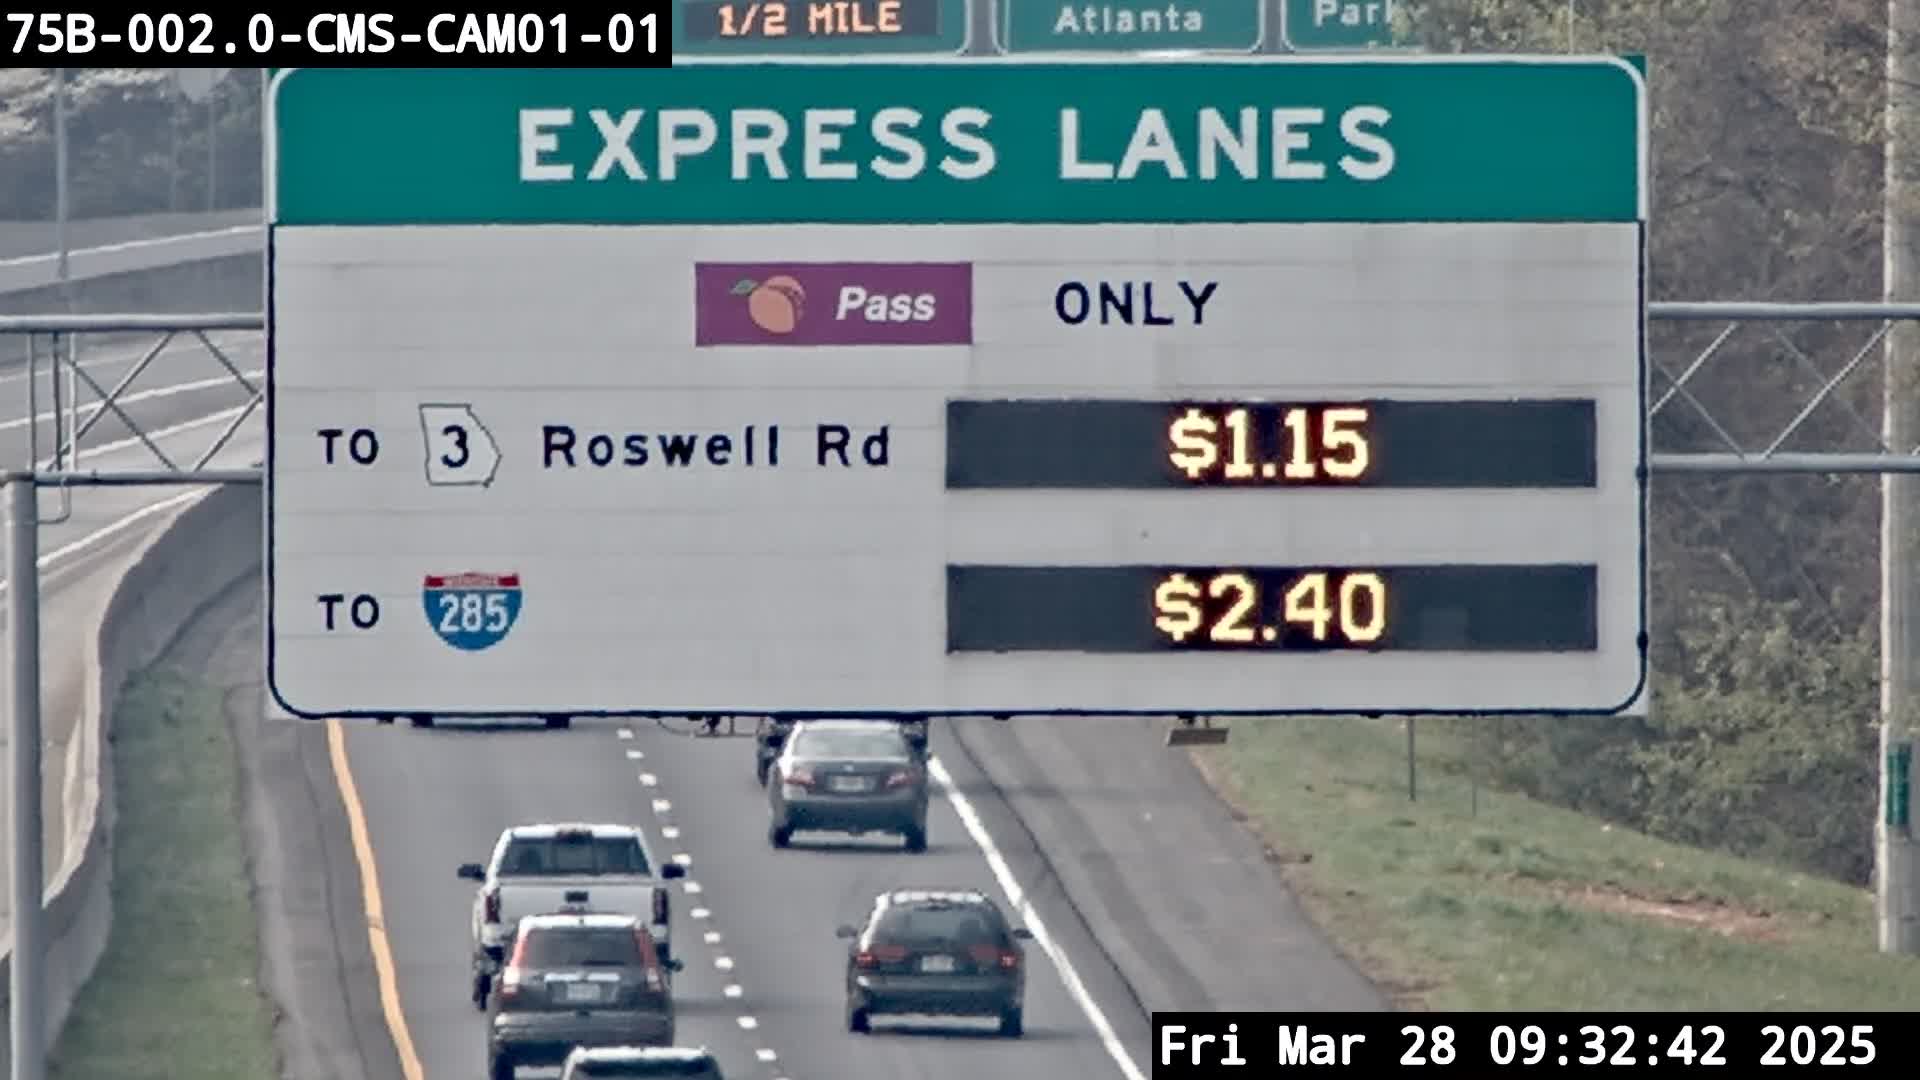 75B-002.0-CMS-CAM01-01
1/2 MILE
Atlanta
EXPRESS LANES
Pass ONLY
TO 3 Roswell Rd $1.15
TO 285 $2.40
Fri Mar 28 09:32:42 2025